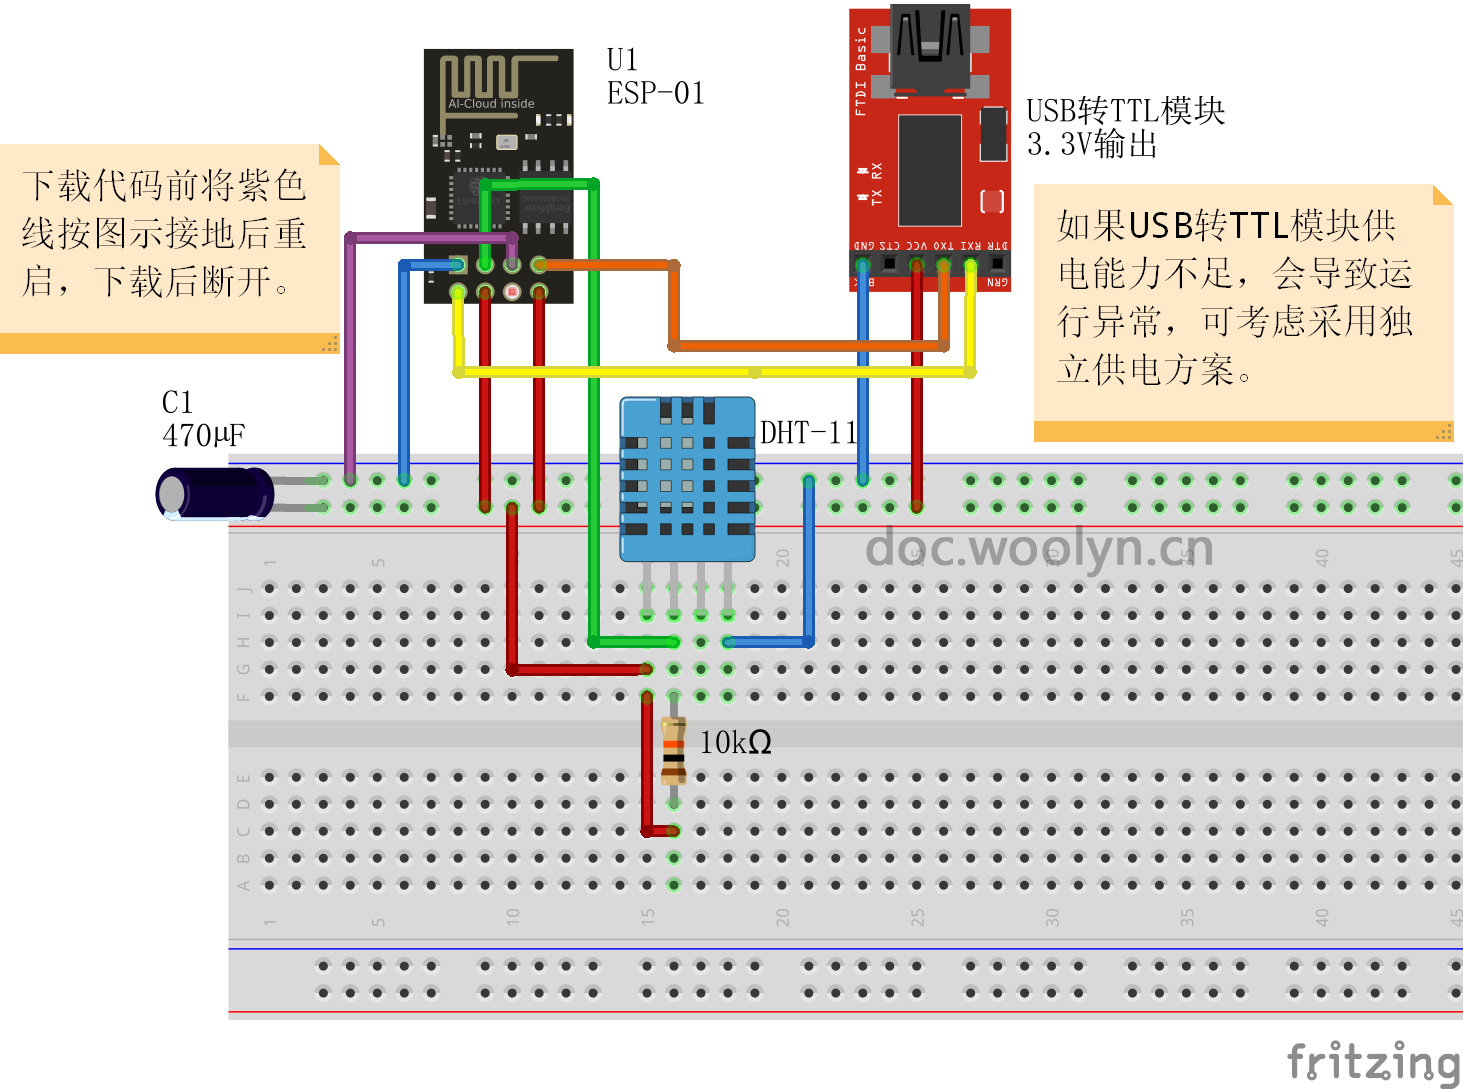 U1
ESP-01
AI-Cloud inside
FTDI Basic
USB转TTL模块
3.3V输出
TX RX
GND CTS VCC TXO RXI DTR
GRN
下载代码前将紫色
线按图示接地后重
启，下载后断开。
如果USB转TTL模块供
电能力不足，会导致运
行异常，可考虑采用独
立供电方案。
C1
470μF
DHT-11
doc.woolyn.cn
1 5 20 25 30 35 40 45
J
I
H
G
F
10kΩ
E
D
C
B
A
1 5 10 15 20 25 30 35 40 45
fritzing